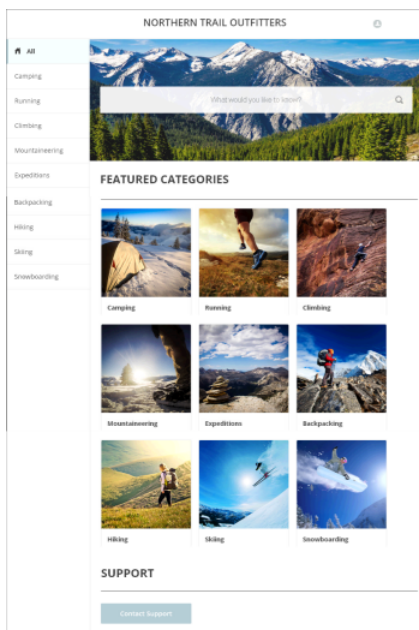 NORTHERN TRAIL OUTFITTERS
All
Camping
Running
Climbing
Mountaineering
Expeditions
Backpacking
Hiking
Skiing
Snowboarding
What would you like to know?
FEATURED CATEGORIES
Camping
Running
Climbing
Mountaineering
Expeditions
Backpacking
Hiking
Skiing
Snowboarding
SUPPORT
Contact Support